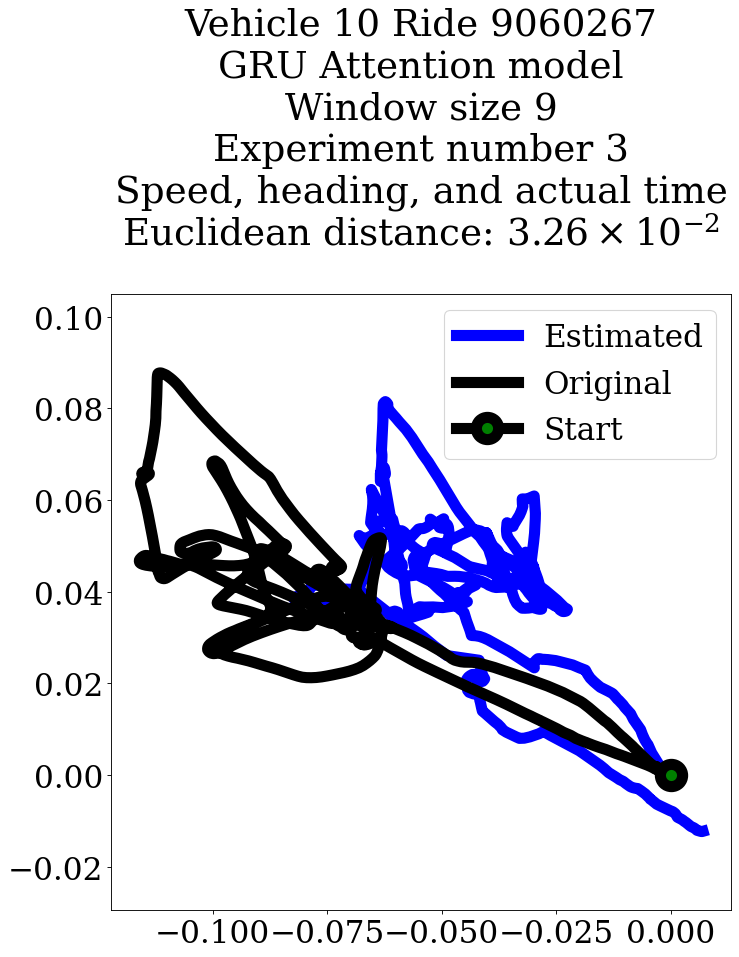 Vehicle 10 Ride 9060267
GRU Attention model
Window size 9
Experiment number 3
Speed, heading, and actual time
Euclidean distance: 3.26 × 10⁻²
Estimated
Original
Start
0.10
0.08
0.06
0.04
0.02
0.00
−0.02
−0.100 −0.075 −0.050 −0.025 0.000